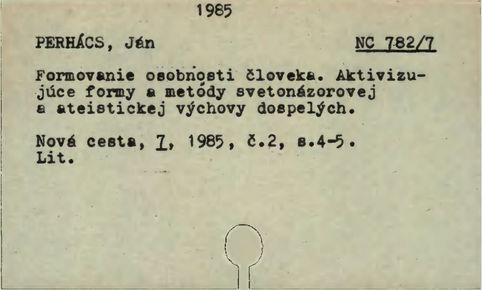 1985
PERHÁCS, Ján NC 782/7
Formovanie osobnosti človeka. Aktivizu-
júce formy a metódy svetonázorovej
a ateistickej výchovy dospelých.
Nová cesta, 7, 1985, č.2, s.4-5.
Lit.